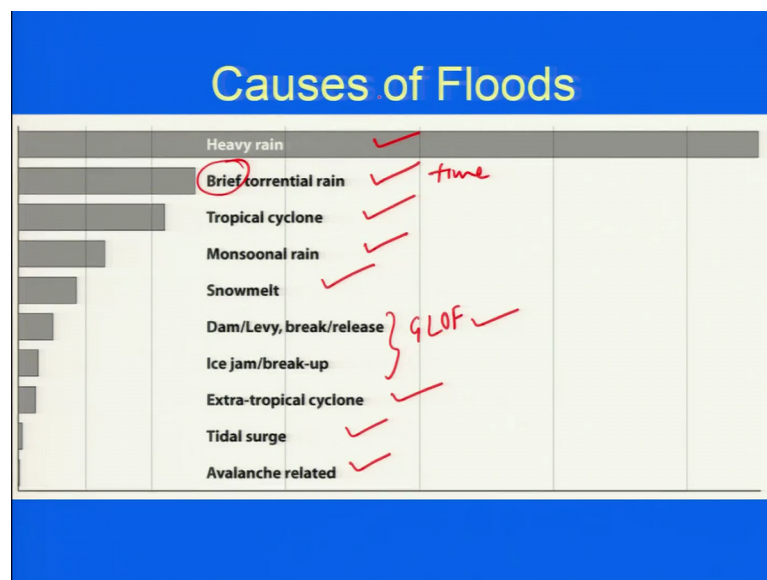 Causes of Floods
Heavy rain
Brief torrential rain time
Tropical cyclone
Monsoonal rain
Snowmelt
Dam/Levy, break/release GLOF
Ice jam/break-up
Extra-tropical cyclone
Tidal surge
Avalanche related